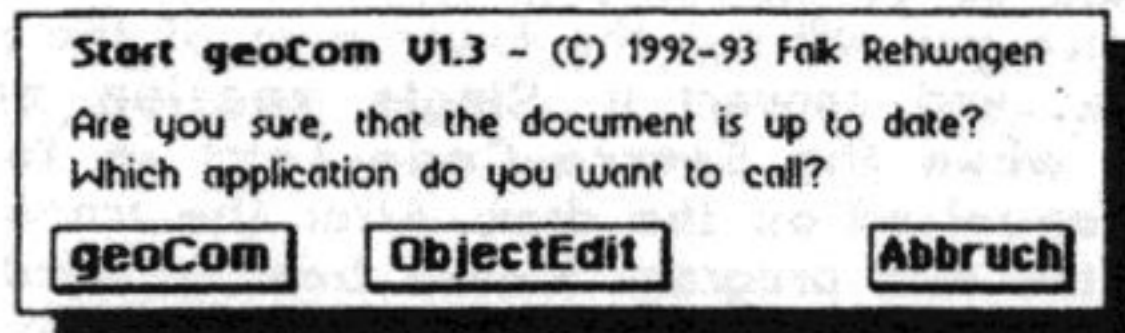 Start geoCom V1.3 - (C) 1992-93 Falk Rehwagen
Are you sure, that the document is up to date?
Which application do you want to call?
geoCom ObjectEdit Abbruch